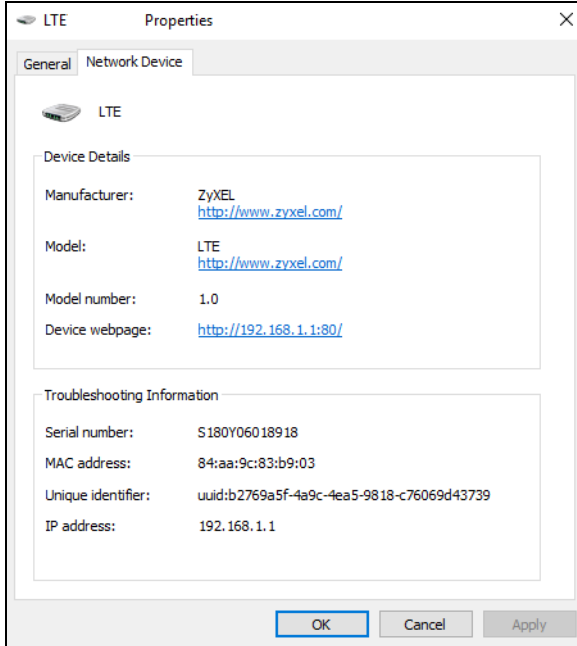 LTE Properties
General Network Device
LTE
Device Details
Manufacturer: ZyXEL
http://www.zyxel.com/
Model: LTE
http://www.zyxel.com/
Model number: 1.0
Device webpage: http://192.168.1.1:80/
Troubleshooting Information
Serial number: S180Y06018918
MAC address: 84:aa:9c:83:b9:03
Unique identifier: uuid:b2769a5f-4a9c-4ea5-9818-c76069d43739
IP address: 192.168.1.1
OK Cancel Apply